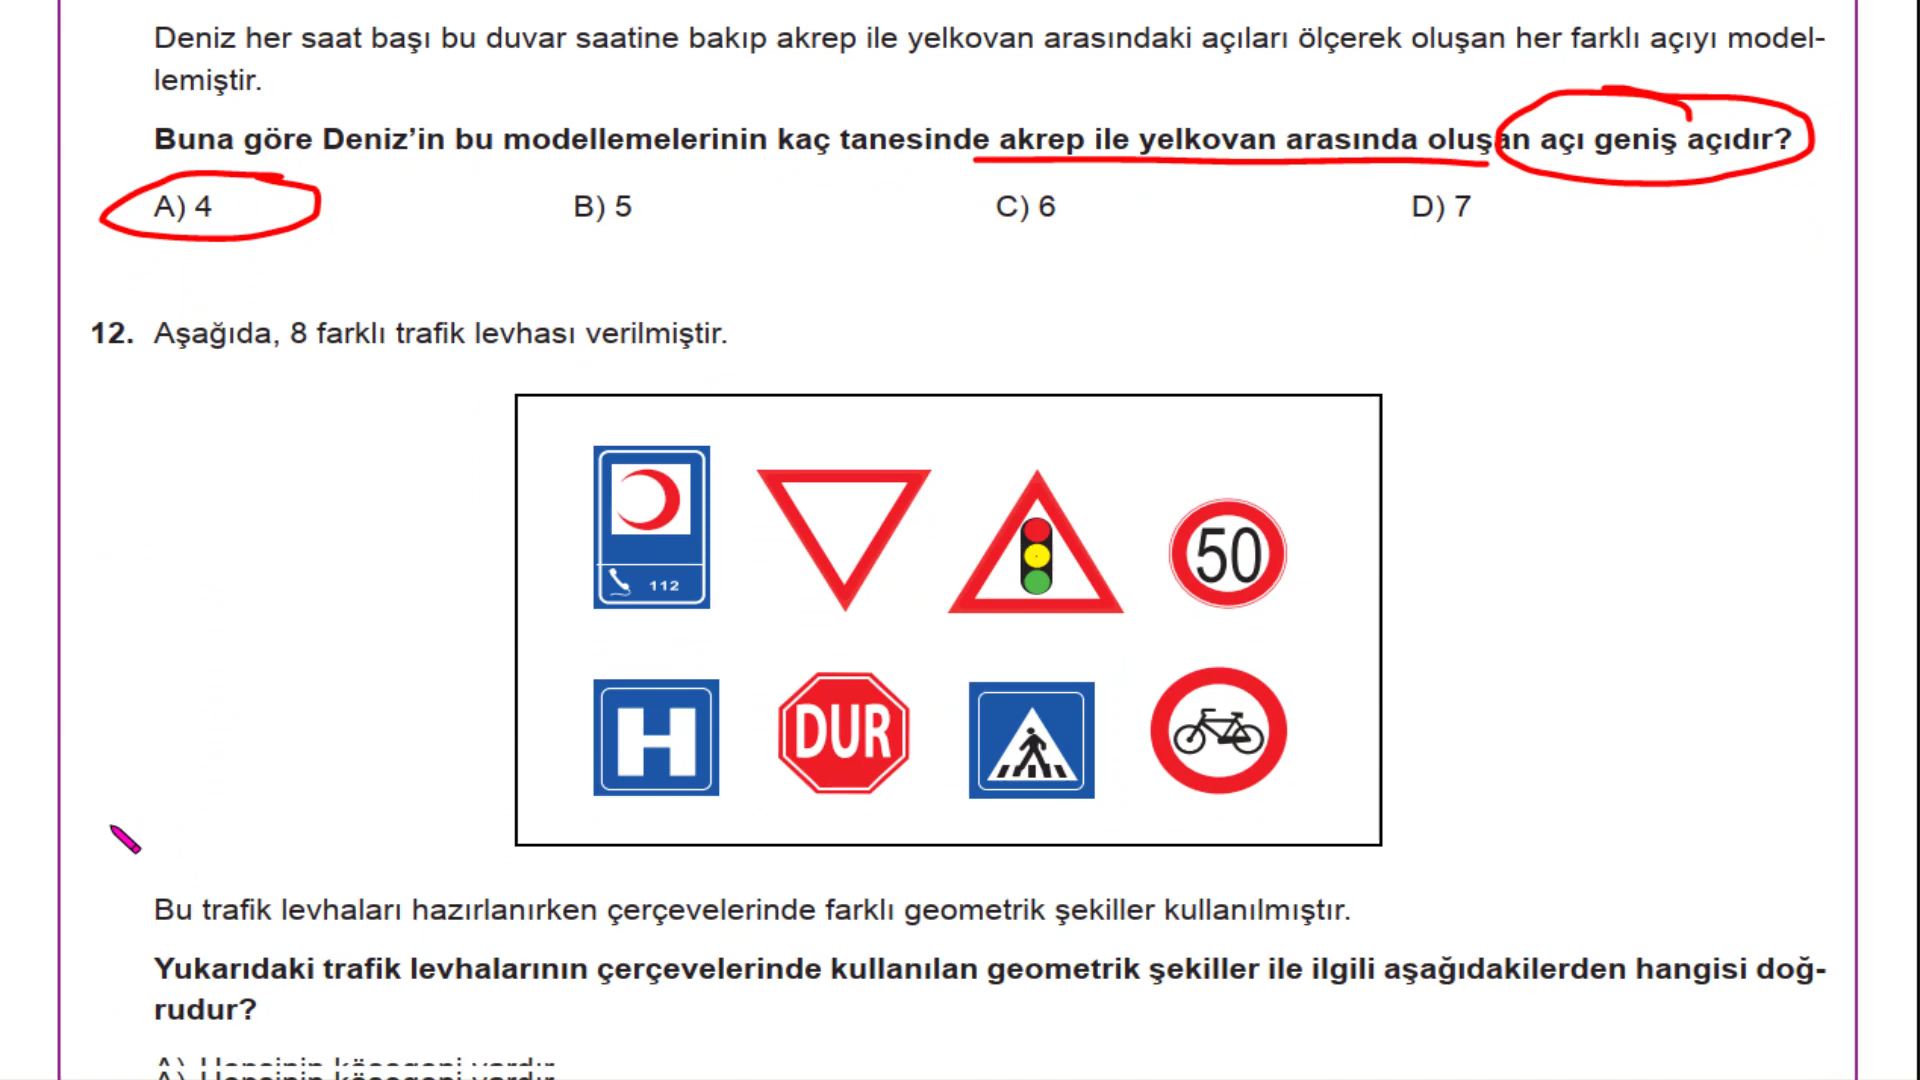 Deniz her saat başı bu duvar saatine bakıp akrep ile yelkovan arasındaki açıları ölçerek oluşan her farklı açıyı model-
lemiştir.
Buna göre Deniz’in bu modellemelerinin kaç tanesinde akrep ile yelkovan arasında oluşan açı geniş açıdır?
A) 4 B) 5 C) 6 D) 7
12. Aşağıda, 8 farklı trafik levhası verilmiştir.
112
50
H
DUR
Bu trafik levhaları hazırlanırken çerçevelerinde farklı geometrik şekiller kullanılmıştır.
Yukarıdaki trafik levhalarının çerçevelerinde kullanılan geometrik şekiller ile ilgili aşağıdakilerden hangisi doğ-
rudur?
A) Hepsinin köşegeni vardır